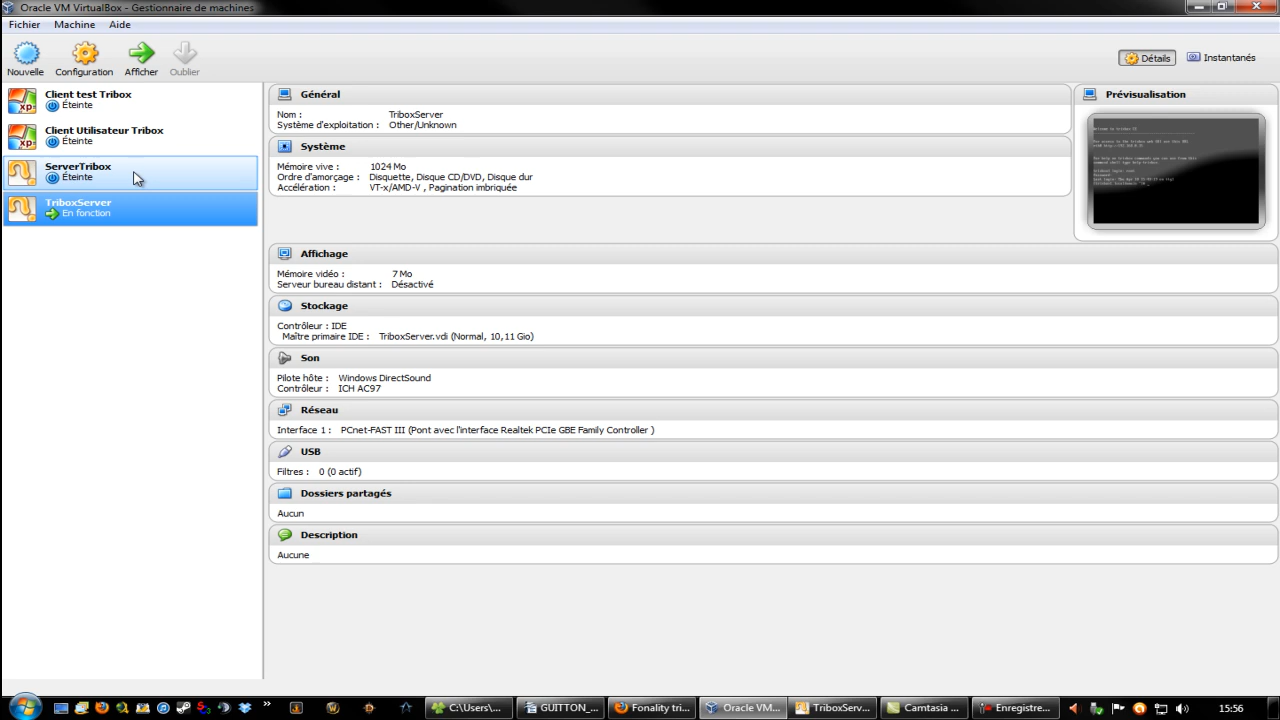 Oracle VM VirtualBox - Gestionnaire de machines
Fichier Machine Aide
Nouvelle Configuration Afficher Oublier
Détails Instantanés
Client test Tribox
Éteinte
Client Utilisateur Tribox
Éteinte
ServerTribox
Éteinte
TriboxServer
En fonction
Général
Nom : TriboxServer
Système d'exploitation : Other/Unknown
Système
Mémoire vive : 1024 Mo
Ordre d'amorçage : Disquette, Disque CD/DVD, Disque dur
Accélération : VT-x/AMD-V , Pagination imbriquée
Prévisualisation
Affichage
Mémoire vidéo : 7 Mo
Serveur bureau distant : Désactivé
Stockage
Contrôleur : IDE
Maître primaire IDE : TriboxServer.vdi (Normal, 10,11 Gio)
Son
Pilote hôte : Windows DirectSound
Contrôleur : ICH AC97
Réseau
Interface 1 : PCnet-FAST III (Pont avec l'interface Realtek PCIe GBE Family Controller )
USB
Filtres : 0 (0 actif)
Dossiers partagés
Aucun
Description
Aucune
C:\Users\... GUITTON_... Fonality tri... Oracle VM... TriboxServ... Camtasia ... Enregistre... 15:56